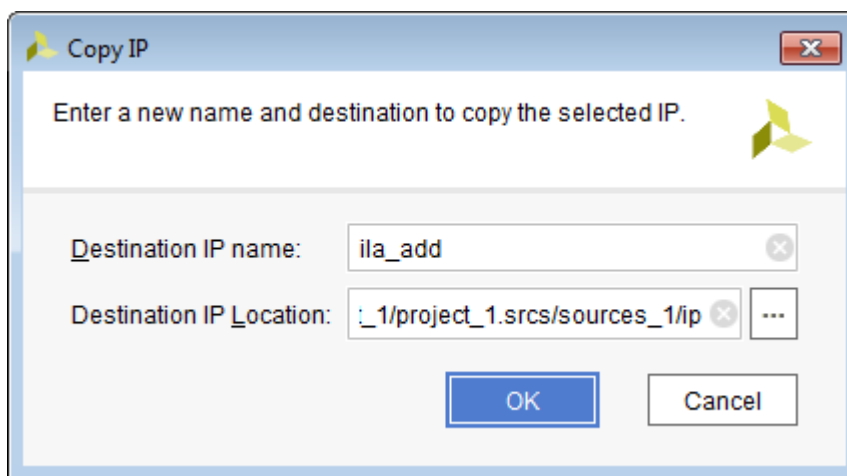 Copy IP
Enter a new name and destination to copy the selected IP.
Destination IP name: ila_add
Destination IP Location: :_1/project_1.srcs/sources_1/ip ...
OK Cancel